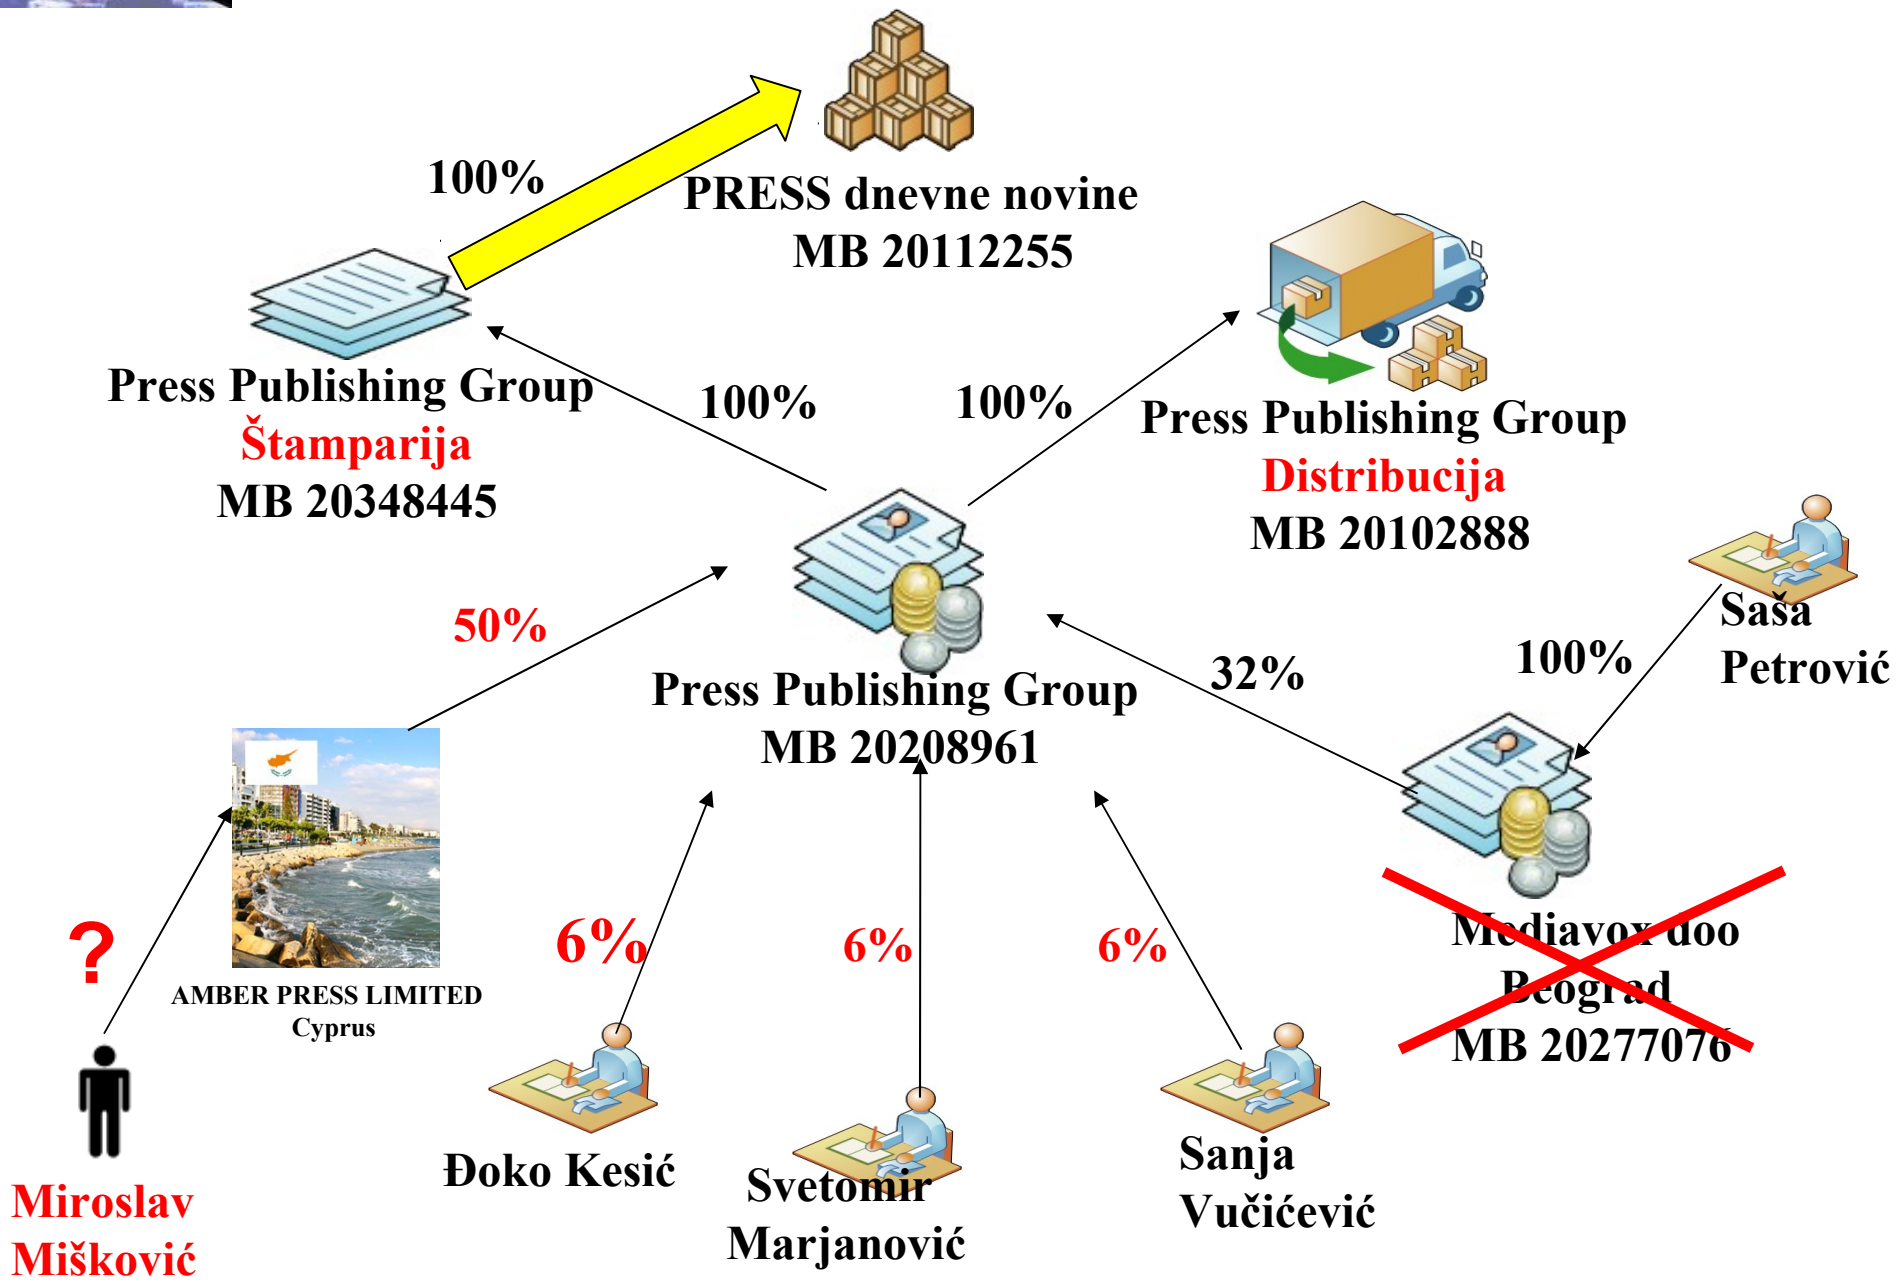 100%
PRESS dnevne novine
MB 20112255
Press Publishing Group
Štamparija
MB 20348445
100%
100%
Press Publishing Group
Distribucija
MB 20102888
Saša
Petrović
100%
50%
32%
Press Publishing Group
MB 20208961
?
AMBER PRESS LIMITED
Cyprus
6%
6%
6%
Mediavox doo
Beograd
MB 20277076
Miroslav
Mišković
Đoko Kesić
Svetomir
Marjanović
Sanja
Vučićević